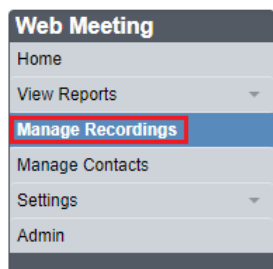 Web Meeting
Home
View Reports
Manage Recordings
Manage Contacts
Settings
Admin